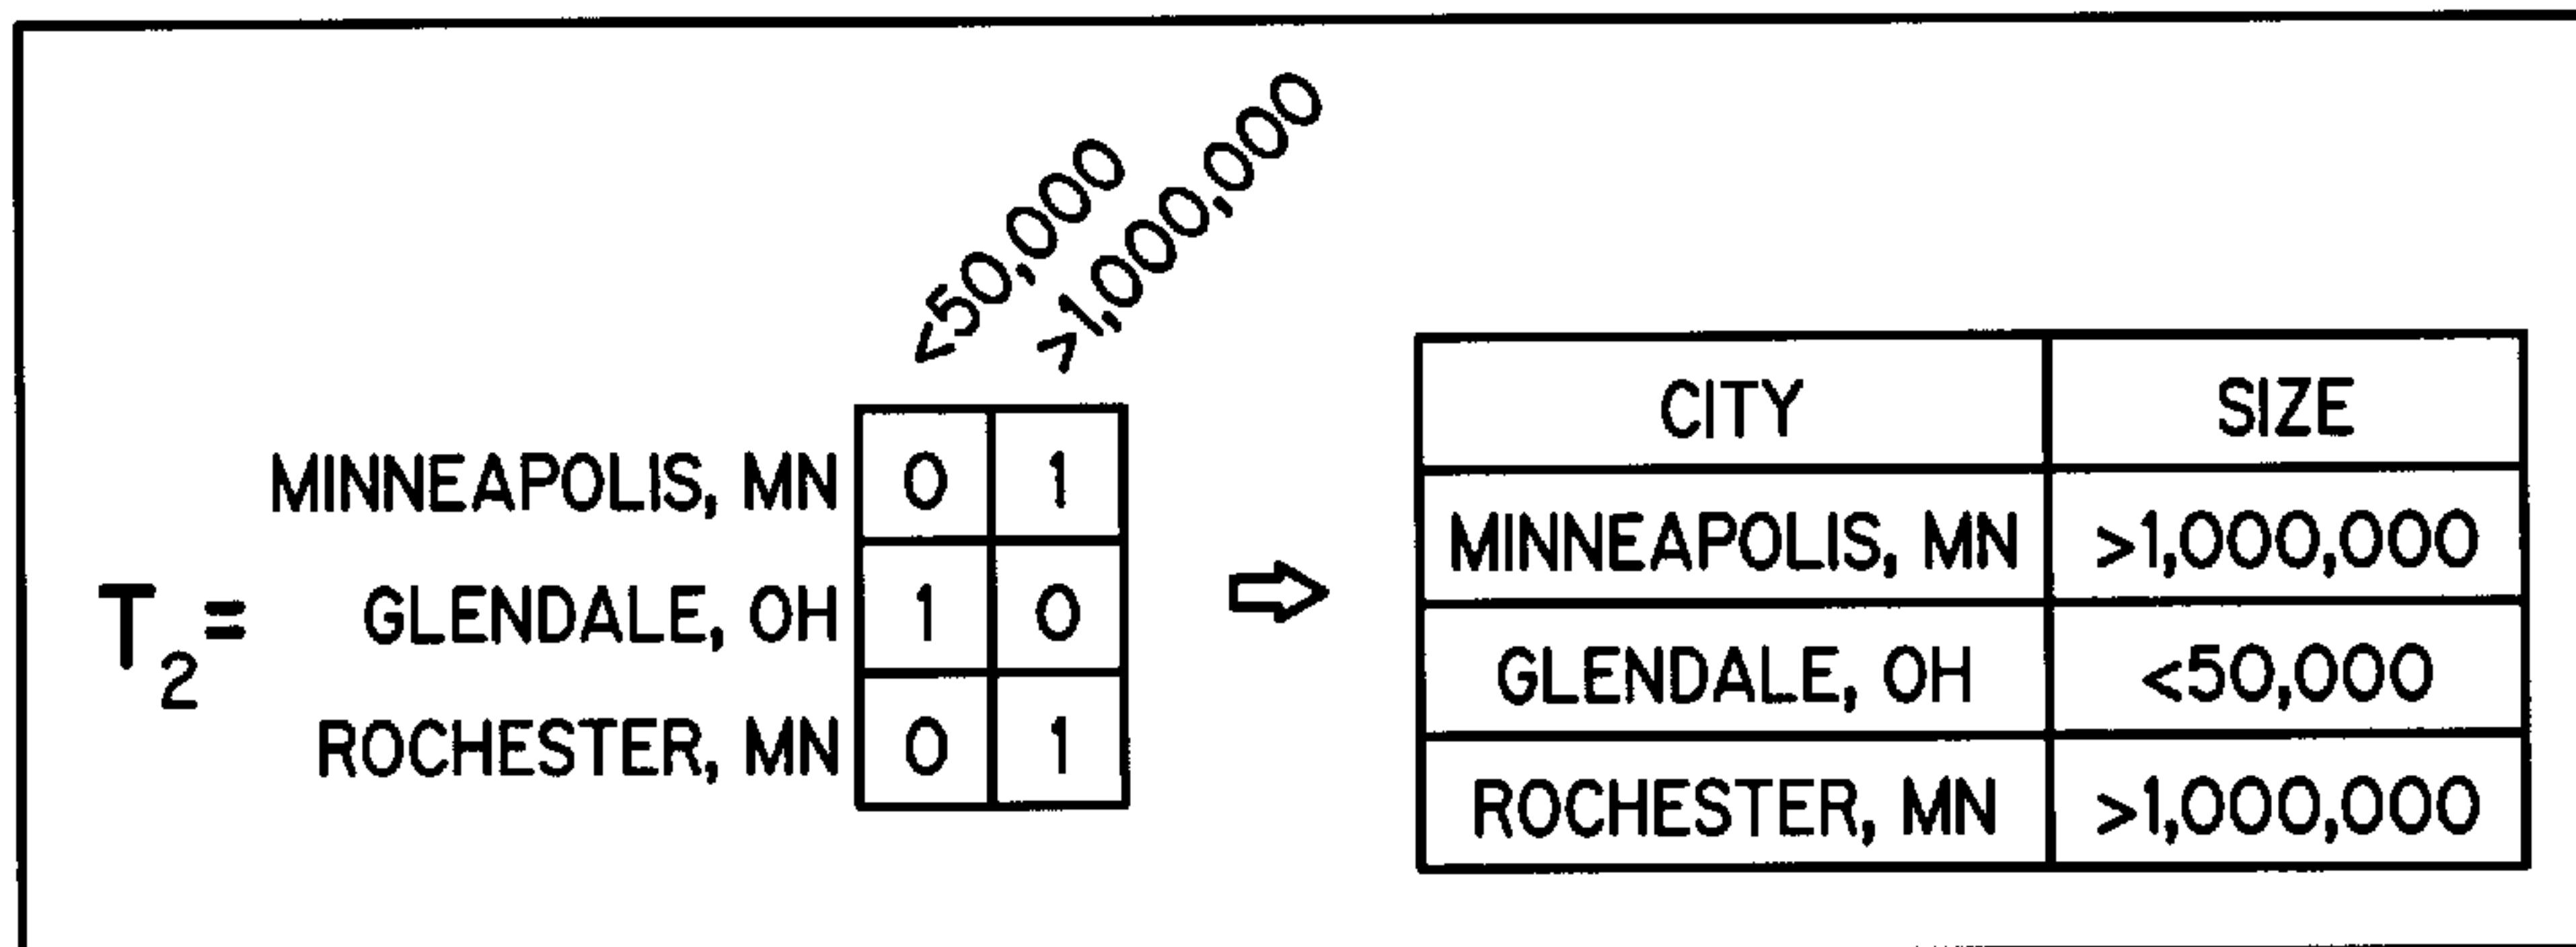 <50,000
>1,000,000
T2=
MINNEAPOLIS, MN 0 1
GLENDALE, OH 1 0
ROCHESTER, MN 0 1
⇨
CITY SIZE
MINNEAPOLIS, MN >1,000,000
GLENDALE, OH <50,000
ROCHESTER, MN >1,000,000